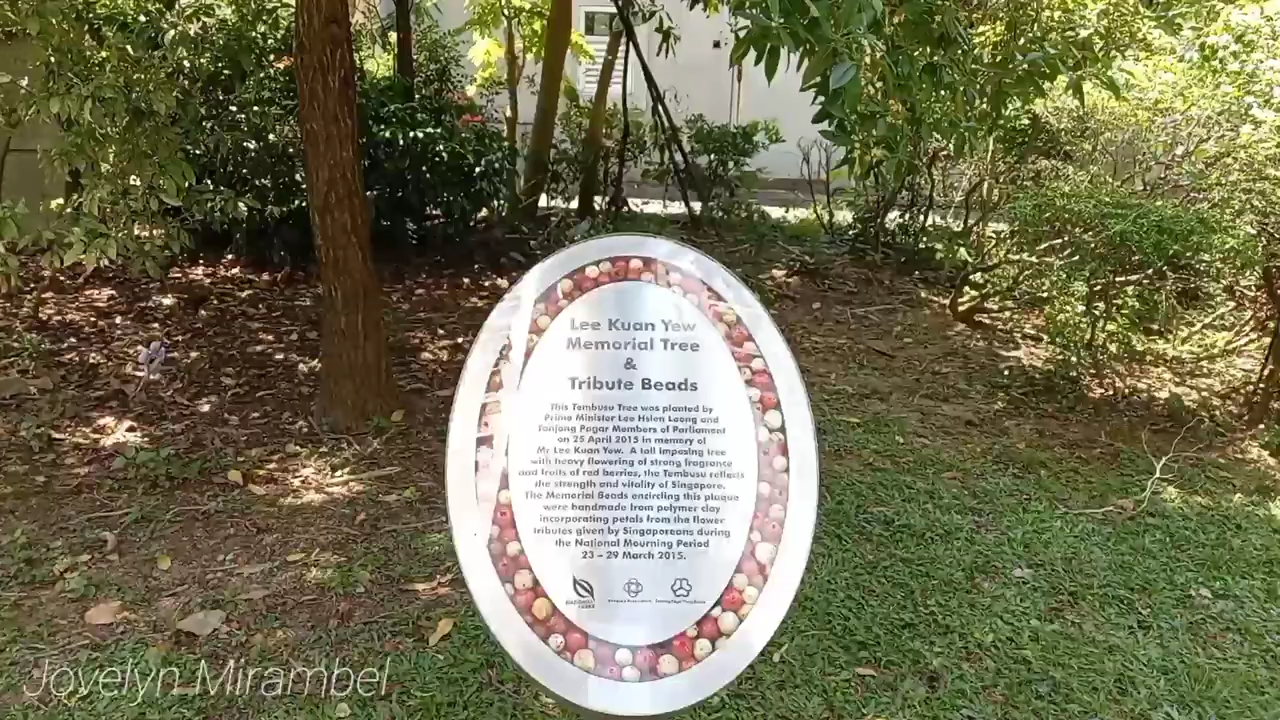 Lee Kuan Yew
Memorial Tree
&
Tribute Beads
This Tembusu Tree was planted by
Prime Minister Lee Hsien Loong and
Tanjong Pagar Members of Parliament
on 25 April 2015 in memory of
Mr Lee Kuan Yew. A tall imposing tree
with heavy flowering of strong fragrance
and fruits of red berries, the Tembusu reflects
the strength and vitality of Singapore.
The Memorial Beads encircling this plaque
were handmade from polymer clay
incorporating petals from the flower
tributes given by Singaporeans during
the National Mourning Period
23 – 29 March 2015.
Jovelyn Mirambel